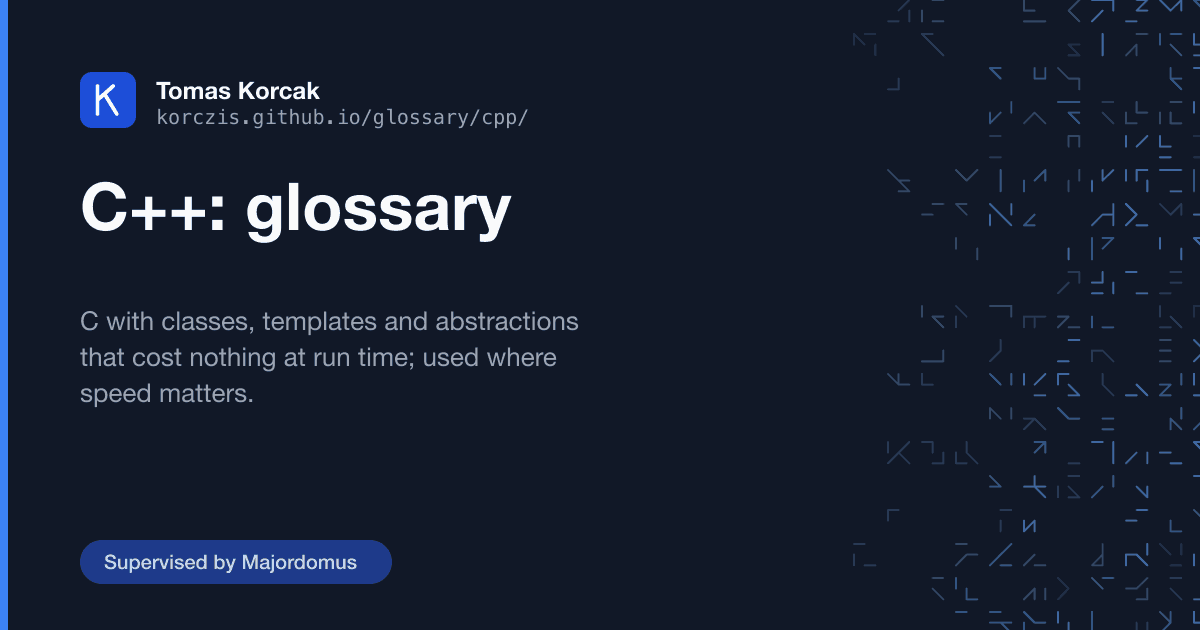 K
Tomas Korcak
korczis.github.io/glossary/cpp/
C++: glossary
C with classes, templates and abstractions
that cost nothing at run time; used where
speed matters.
Supervised by Majordomus